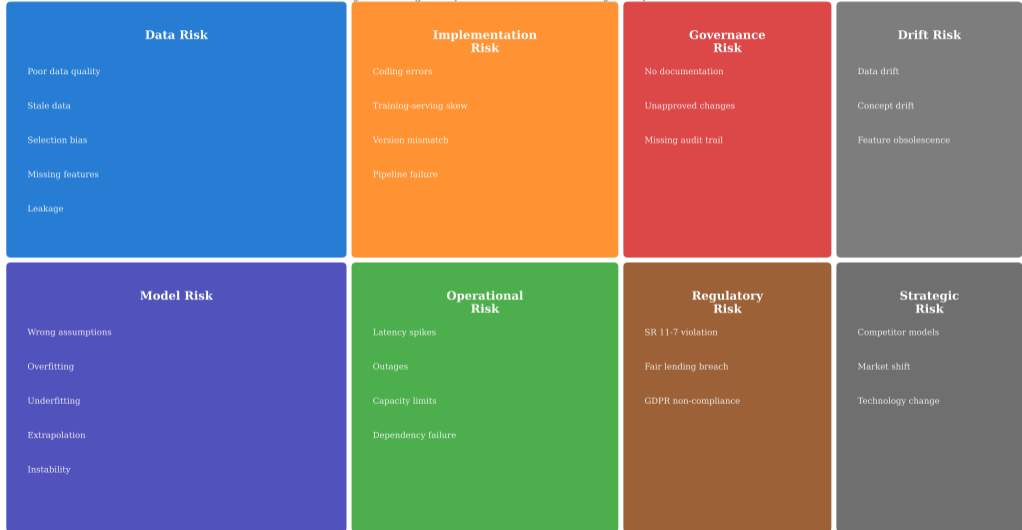 Data Risk
Poor data quality
Stale data
Selection bias
Missing features
Leakage
Implementation
Risk
Coding errors
Training-serving skew
Version mismatch
Pipeline failure
Governance
Risk
No documentation
Unapproved changes
Missing audit trail
Drift Risk
Data drift
Concept drift
Feature obsolescence
Model Risk
Wrong assumptions
Overfitting
Underfitting
Extrapolation
Instability
Operational
Risk
Latency spikes
Outages
Capacity limits
Dependency failure
Regulatory
Risk
SR 11-7 violation
Fair lending breach
GDPR non-compliance
Strategic
Risk
Competitor models
Market shift
Technology change